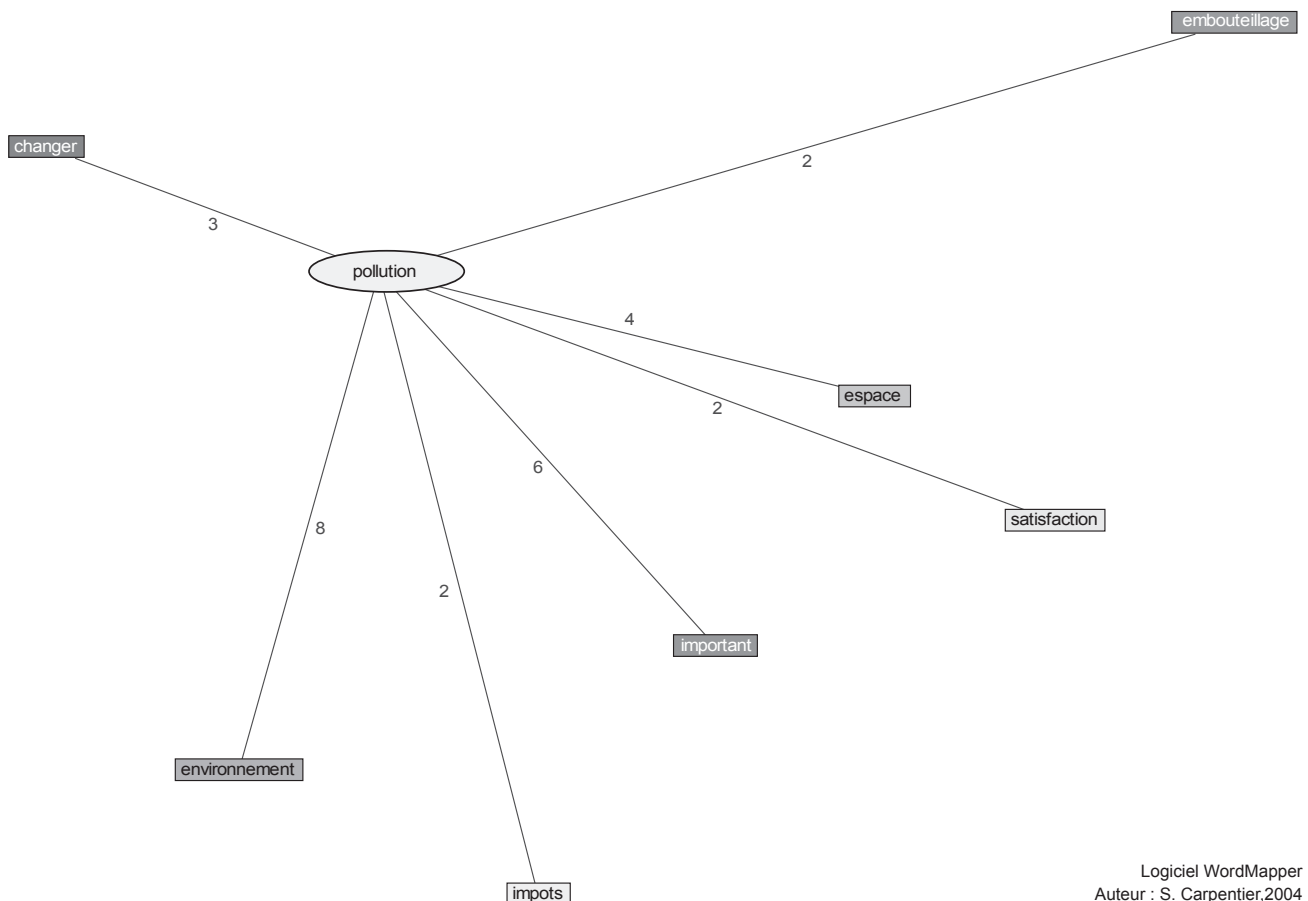 embouteillage
changer
2
3
pollution
4
espace
2
6
satisfaction
8
2
important
environnement
impots
Logiciel WordMapper
Auteur : S. Carpentier,2004